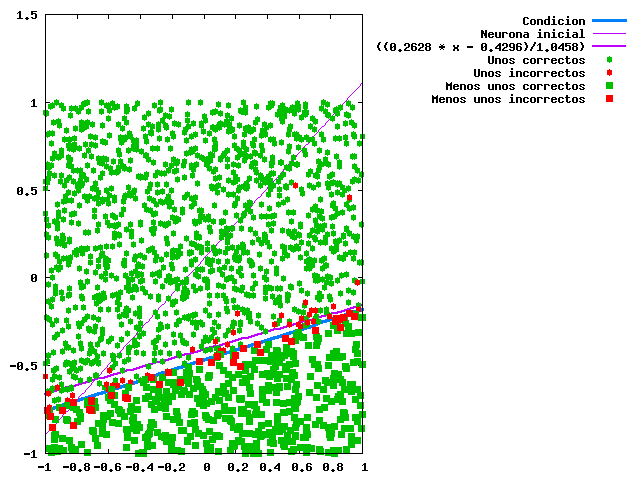 1.5
1
0.5
0
-0.5
-1
-1 -0.8 -0.6 -0.4 -0.2 0 0.2 0.4 0.6 0.8 1
Condicion
Neurona inicial
((0.2628 * x - 0.4296)/1.0458)
Unos correctos
Unos incorrectos
Menos unos correctos
Menos unos incorrectos